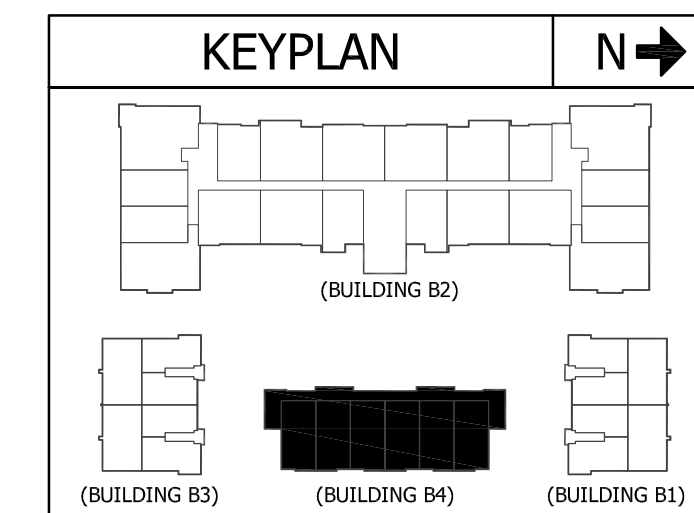 KEYPLAN
N
(BUILDING B2)
(BUILDING B3)
(BUILDING B4)
(BUILDING B1)